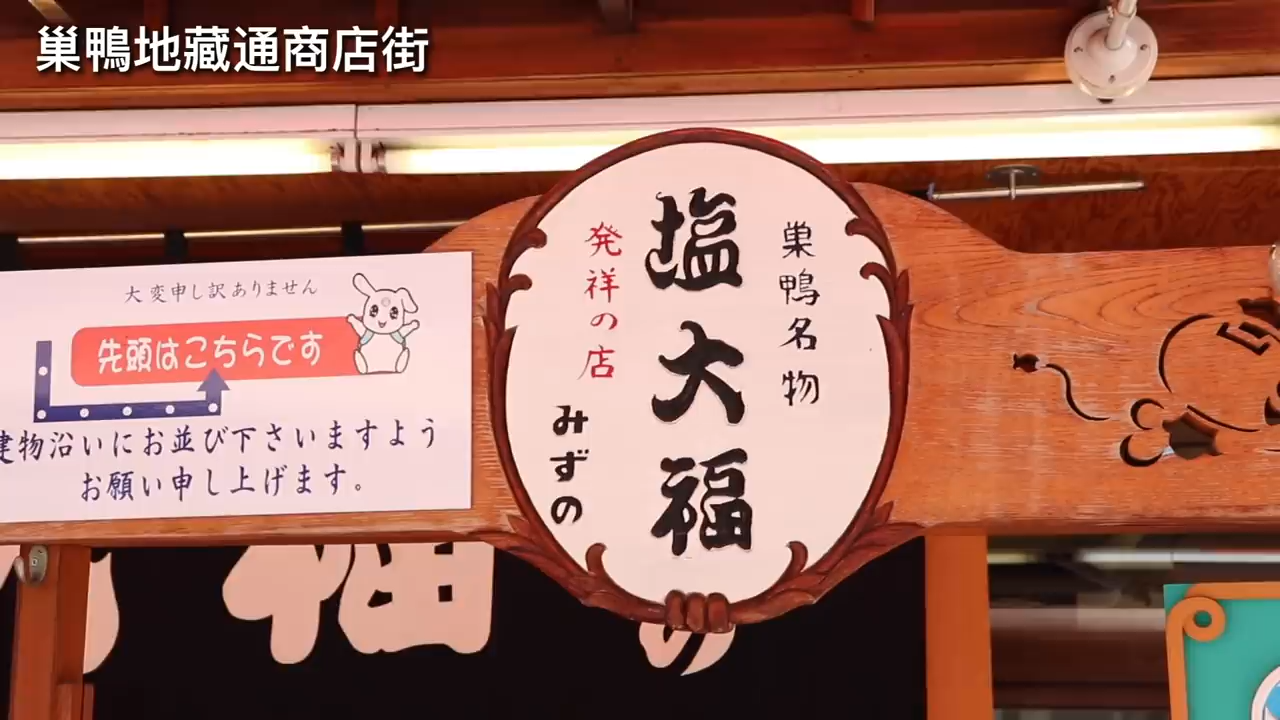 巢鴨地藏通商店街
大変申し訳ありません
先頭はこちらです
建物沿いにお並び下さいますよう
お願い申し上げます。
巣鴨名物
塩大福
発祥の店
みずの
福
の